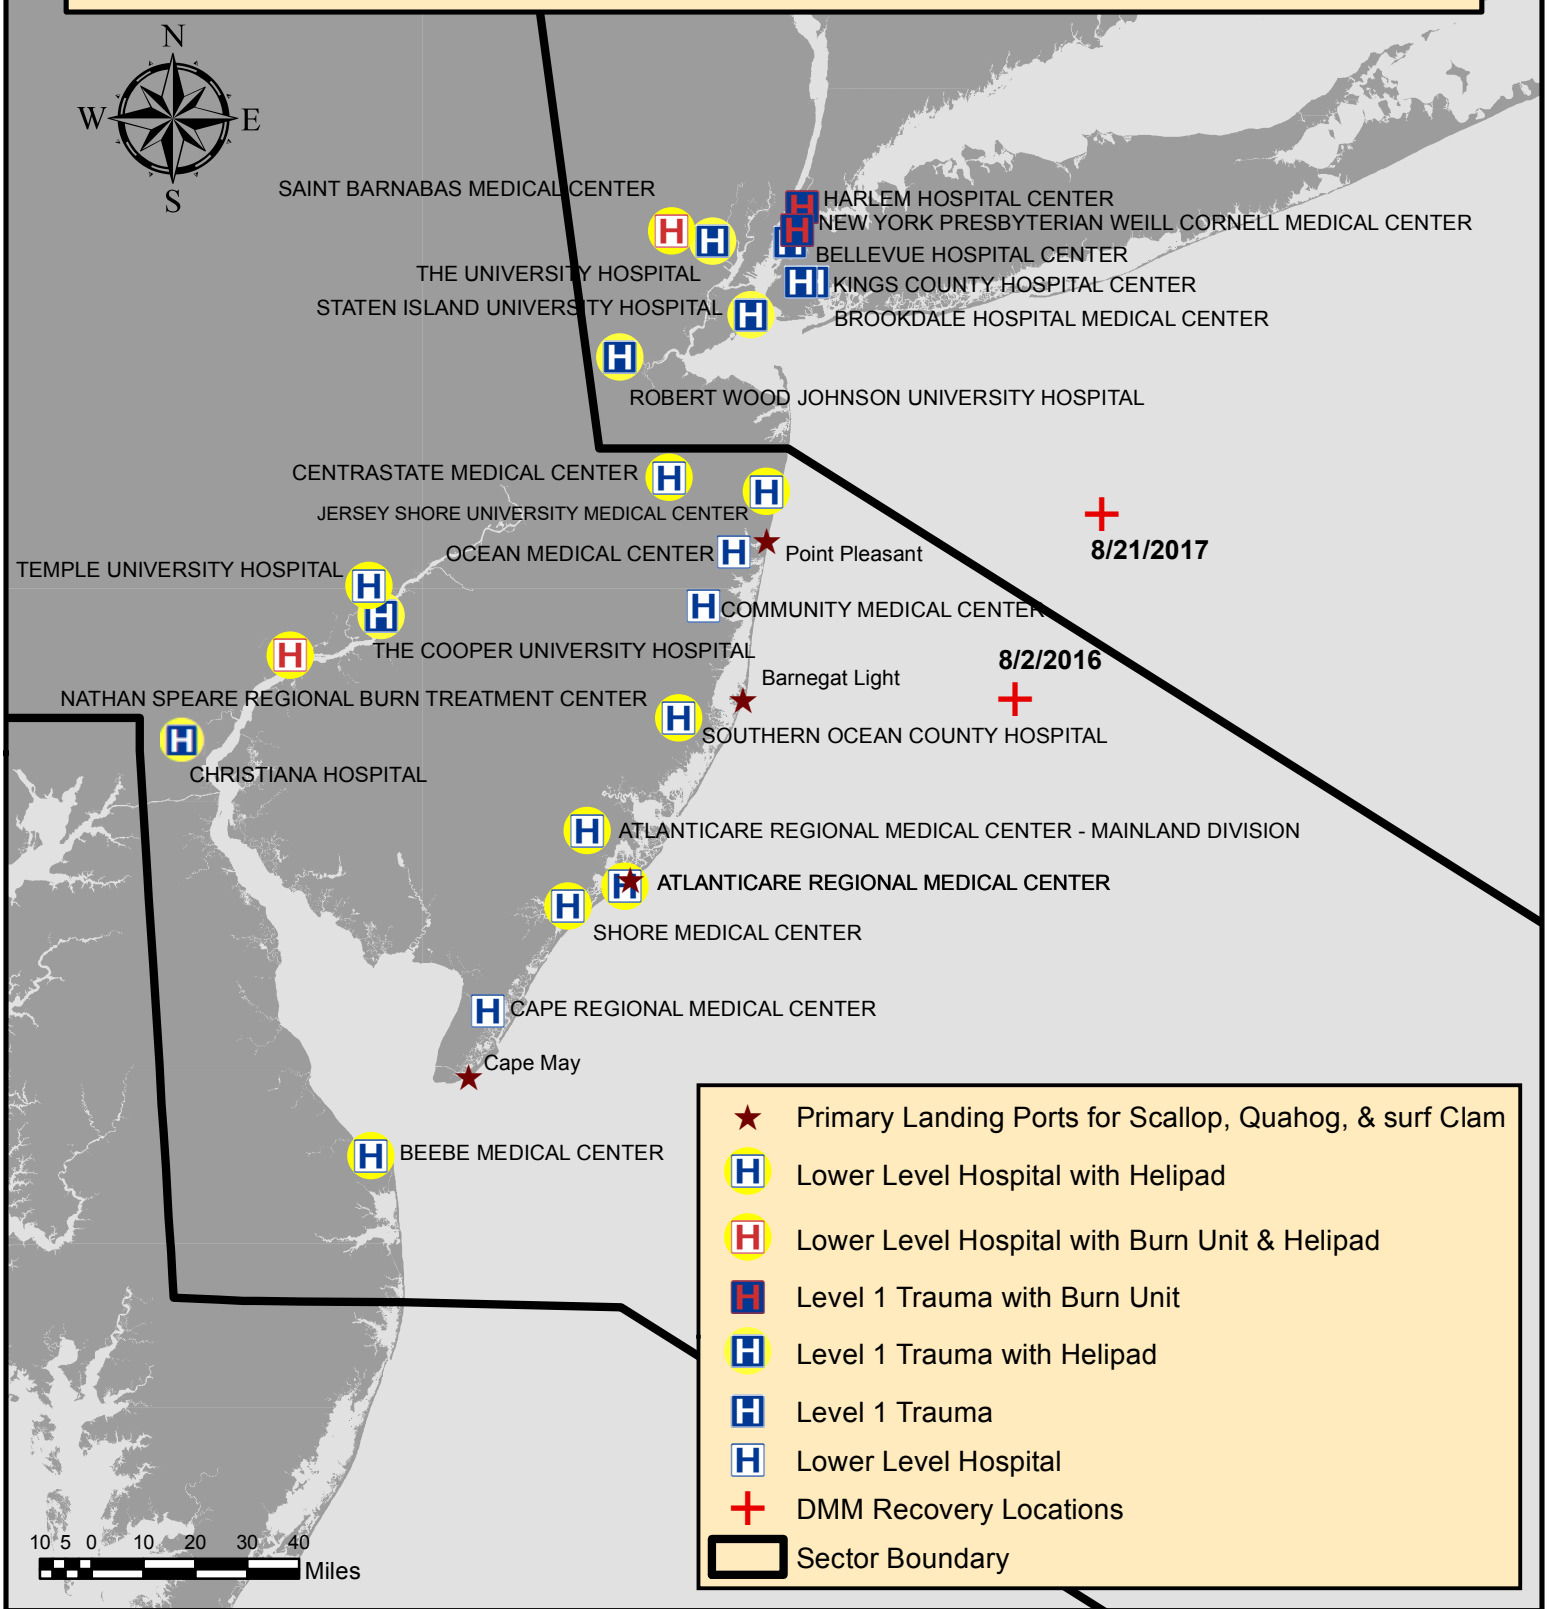 N
W
E
S
SAINT BARNABAS MEDICAL CENTER
HARLEM HOSPITAL CENTER
NEW YORK PRESBYTERIAN WEILL CORNELL MEDICAL CENTER
BELLEVUE HOSPITAL CENTER
THE UNIVERSITY HOSPITAL
KINGS COUNTY HOSPITAL CENTER
STATEN ISLAND UNIVERSITY HOSPITAL
BROOKDALE HOSPITAL MEDICAL CENTER
ROBERT WOOD JOHNSON UNIVERSITY HOSPITAL
CENTRASTATE MEDICAL CENTER
JERSEY SHORE UNIVERSITY MEDICAL CENTER
OCEAN MEDICAL CENTER
Point Pleasant
8/21/2017
TEMPLE UNIVERSITY HOSPITAL
COMMUNITY MEDICAL CENTER
THE COOPER UNIVERSITY HOSPITAL
8/2/2016
Barnegat Light
NATHAN SPEARE REGIONAL BURN TREATMENT CENTER
SOUTHERN OCEAN COUNTY HOSPITAL
CHRISTIANA HOSPITAL
ATLANTICARE REGIONAL MEDICAL CENTER - MAINLAND DIVISION
ATLANTICARE REGIONAL MEDICAL CENTER
SHORE MEDICAL CENTER
CAPE REGIONAL MEDICAL CENTER
Cape May
BEEBE MEDICAL CENTER
Primary Landing Ports for Scallop, Quahog, & surf Clam
H Lower Level Hospital with Helipad
H Lower Level Hospital with Burn Unit & Helipad
H Level 1 Trauma with Burn Unit
H Level 1 Trauma with Helipad
H Level 1 Trauma
H Lower Level Hospital
DMM Recovery Locations
Sector Boundary
10 5 0 10 20 30 40
Miles